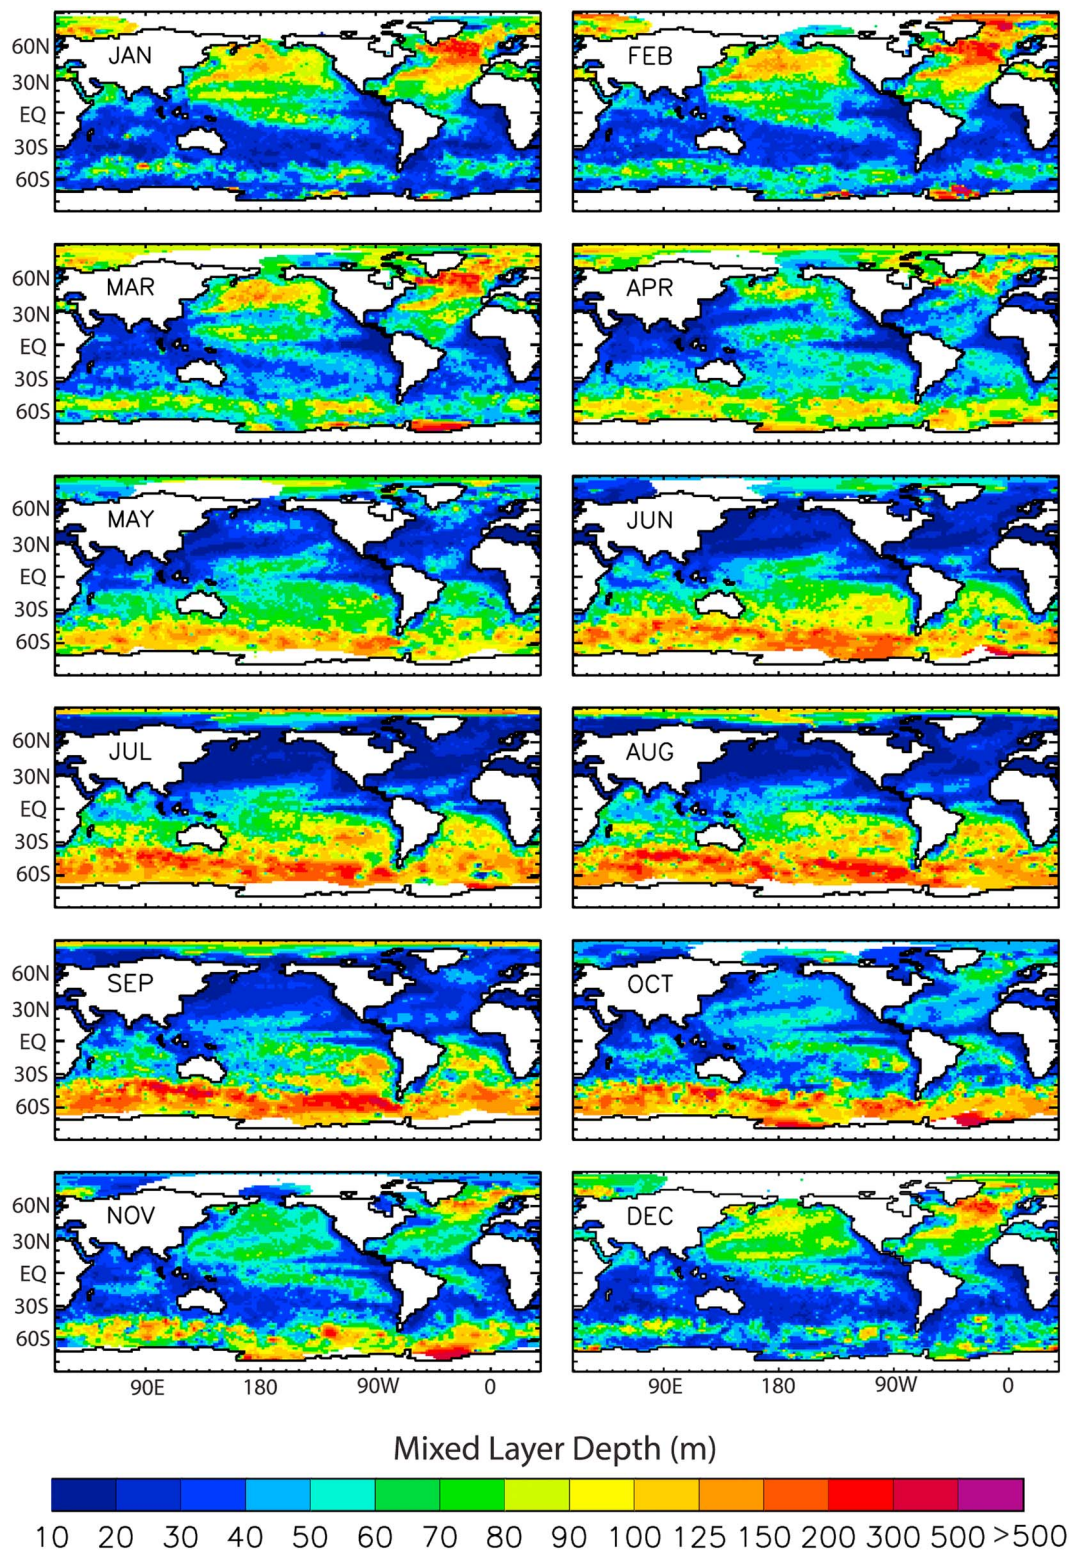 JAN FEB
60N
30N
EQ
30S
60S
MAR APR
60N
30N
EQ
30S
60S
MAY JUN
60N
30N
EQ
30S
60S
JUL AUG
60N
30N
EQ
30S
60S
SEP OCT
60N
30N
EQ
30S
60S
NOV DEC
60N
30N
EQ
30S
60S
90E 180 90W 0 90E 180 90W 0
Mixed Layer Depth (m)
10 20 30 40 50 60 70 80 90 100 125 150 200 300 500 >500